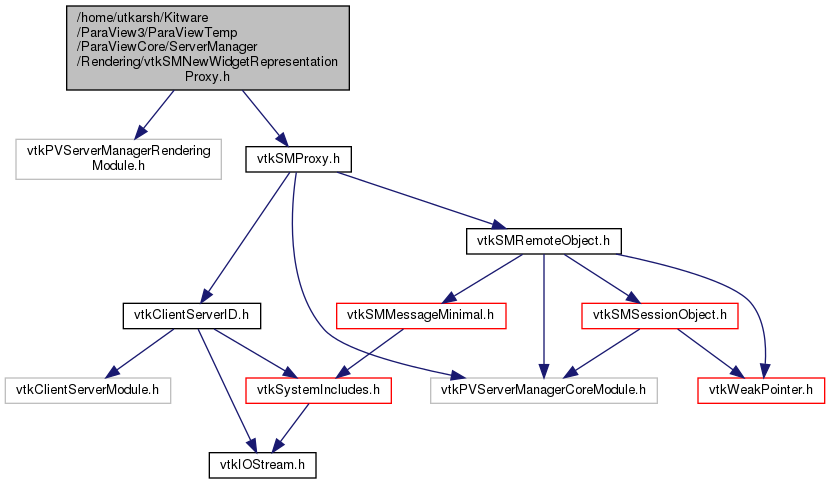 /home/utkarsh/Kitware
/ParaView3/ParaViewTemp
/ParaViewCore/ServerManager
/Rendering/vtkSMNewWidgetRepresentation
Proxy.h
vtkPVServerManagerRendering
Module.h
vtkSMProxy.h
vtkSMRemoteObject.h
vtkClientServerID.h
vtkSMMessageMinimal.h
vtkSMSessionObject.h
vtkClientServerModule.h
vtkSystemIncludes.h
vtkPVServerManagerCoreModule.h
vtkWeakPointer.h
vtkIOStream.h